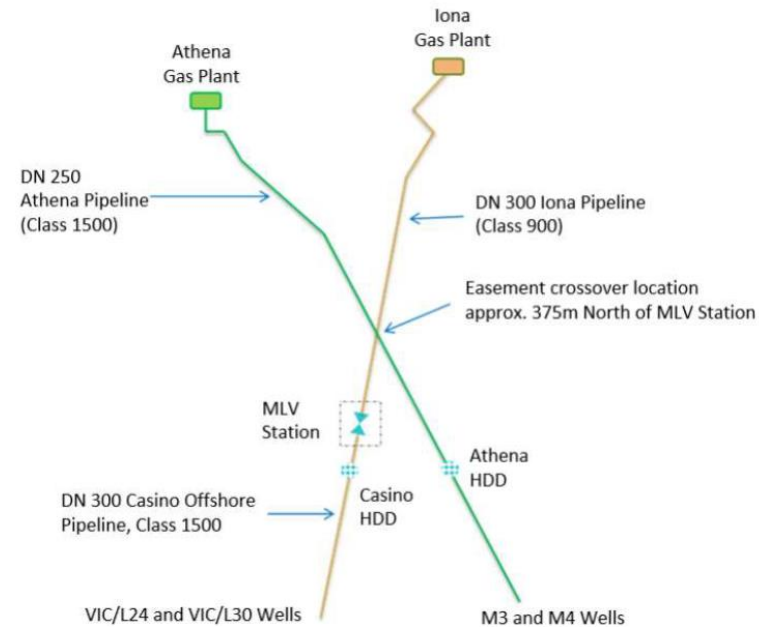 Iona
Gas Plant
Athena
Gas Plant
DN 250
Athena Pipeline
(Class 1500)
DN 300 Iona Pipeline
(Class 900)
Easement crossover location
approx. 375m North of MLV Station
MLV
Station
Athena
HDD
Casino
HDD
DN 300 Casino Offshore
Pipeline, Class 1500
VIC/L24 and VIC/L30 Wells
M3 and M4 Wells